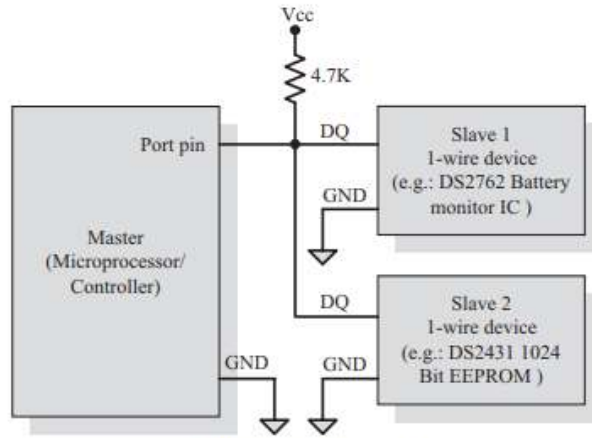 Vcc
4.7K
Port pin
DQ
Slave 1
1-wire device
(e.g.: DS2762 Battery
monitor IC )
GND
Master
(Microprocessor/
Controller)
DQ
Slave 2
1-wire device
(e.g.: DS2431 1024
Bit EEPROM )
GND
GND